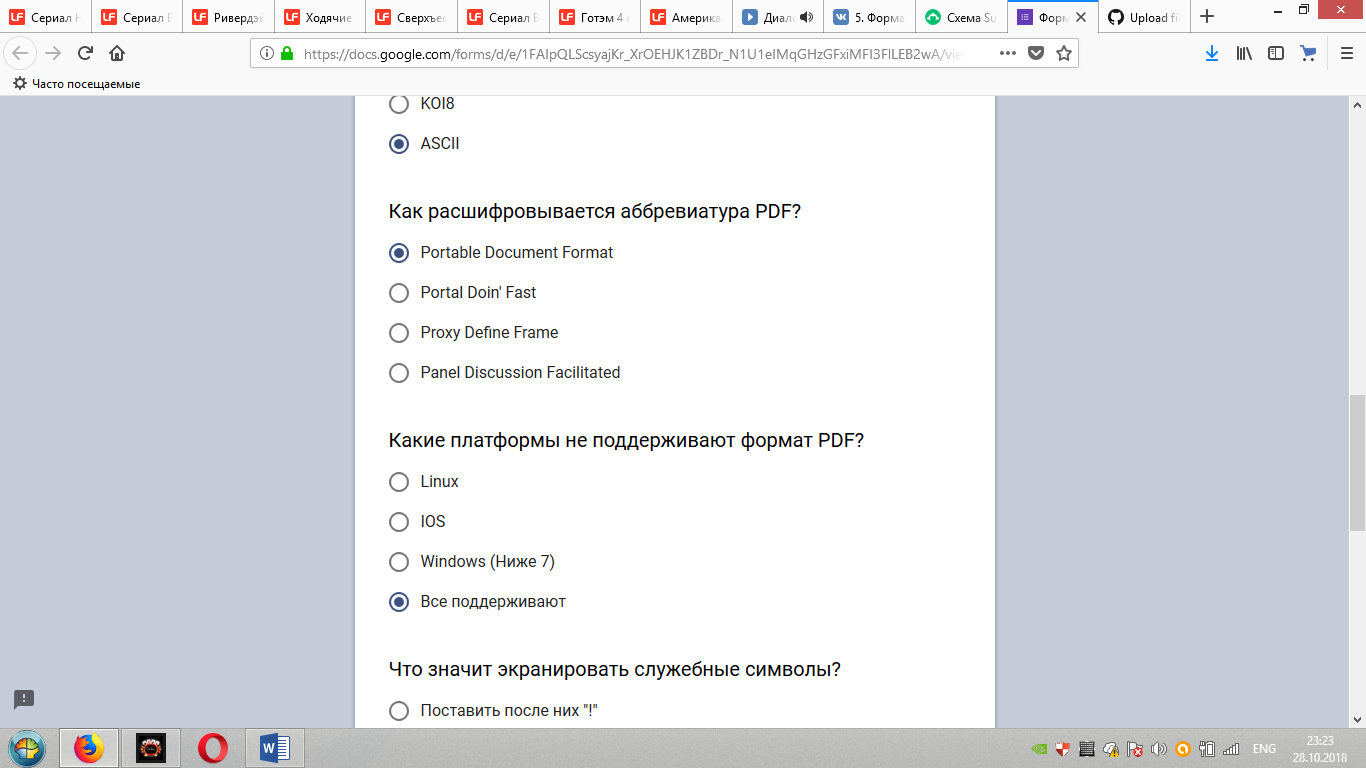 Сериал Н
Сериал Е
Ривердэй
Ходячие
Сверхъес
Сериал Е
Готэм 4 с
Америка
Диало
5. Форма
Схема Su
Форм
Upload fi
https://docs.google.com/forms/d/e/1FAIpQLScsyajKr_XrOEHJK1ZBDr_N1U1eIMqGHzGFxiMFI3FILEB2wA/vie
Часто посещаемые
KOI8
ASCII
Как расшифровывается аббревиатура PDF?
Portable Document Format
Portal Doin' Fast
Proxy Define Frame
Panel Discussion Facilitated
Какие платформы не поддерживают формат PDF?
Linux
IOS
Windows (Ниже 7)
Все поддерживают
Что значит экранировать служебные символы?
Поставить после них "!"
ENG
23:23
28.10.2018